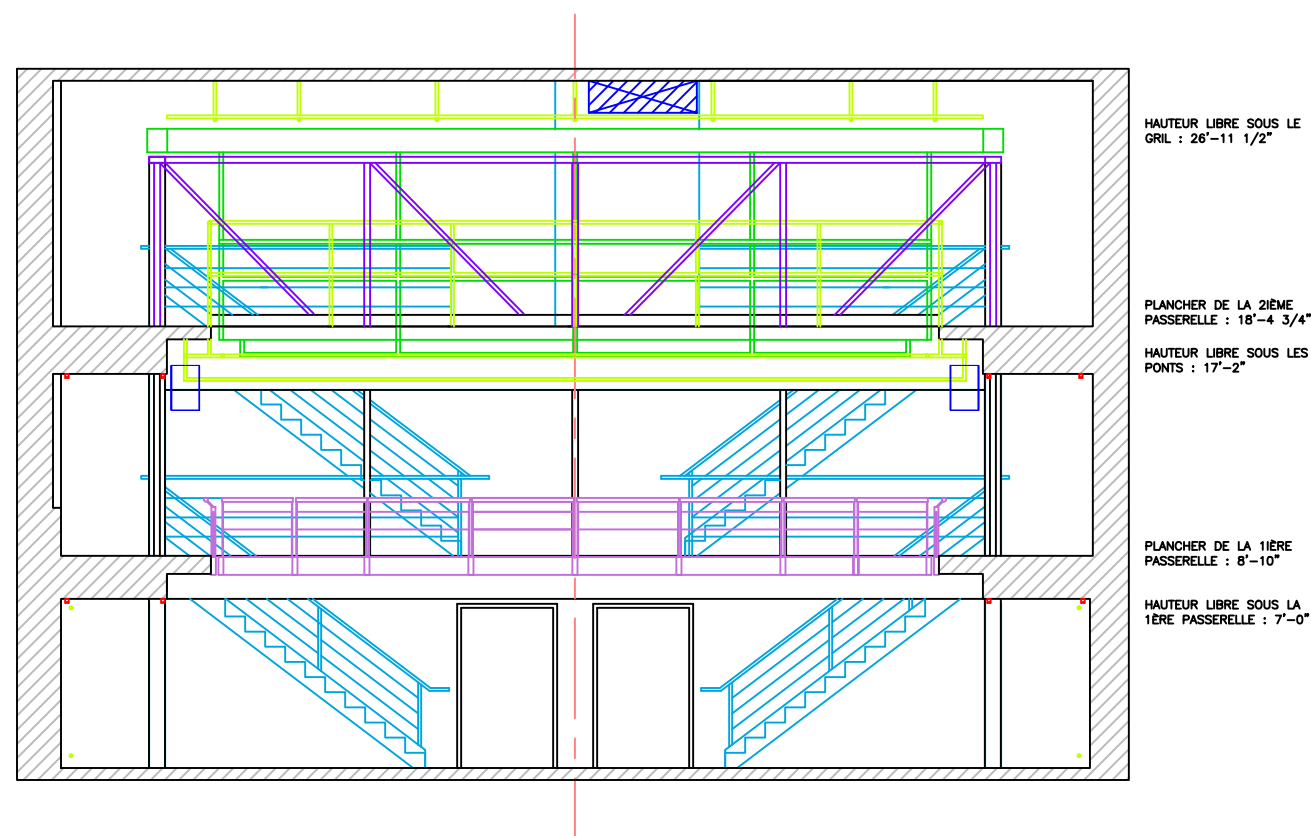 HAUTEUR LIBRE SOUS LE
GRIL : 26'-11 1/2"
PLANCHER DE LA 2IÈME
PASSERELLE : 18'-4 3/4"
HAUTEUR LIBRE SOUS LES
PONTS : 17'-2"
PLANCHER DE LA 1IÈRE
PASSERELLE : 8'-10"
HAUTEUR LIBRE SOUS LA
1ÈRE PASSERELLE : 7'-0"